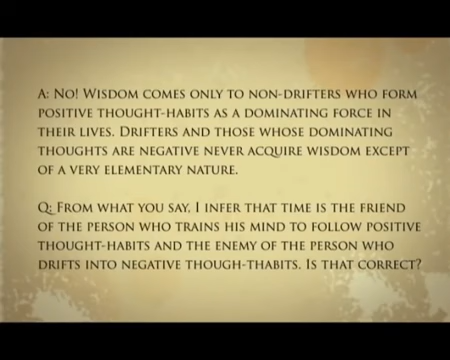 A: No! Wisdom comes only to non-drifters who form
positive thought-habits as a dominating force in
their lives. Drifters and those whose dominating
thoughts are negative never acquire wisdom except
of a very elementary nature.
Q: From what you say, I infer that time is the friend
of the person who trains his mind to follow positive
thought-habits and the enemy of the person who
drifts into negative though-thabits. Is that correct?